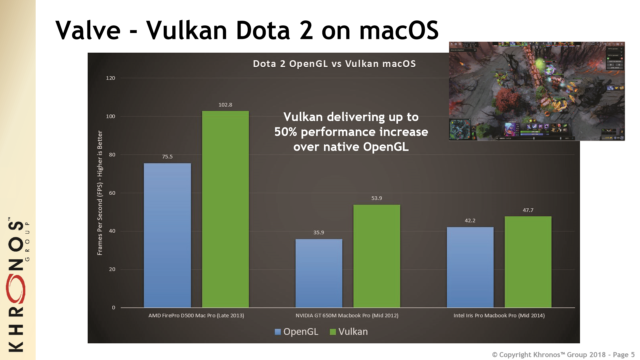 Valve - Vulkan Dota 2 on macOS
Dota 2 OpenGL vs Vulkan macOS
Vulkan delivering up to
50% performance increase
over native OpenGL
Frames Per Second (FPS) - Higher is Better
120
100
80
60
40
20
0
75.5
102.8
35.9
53.9
42.2
47.7
AMD FirePro D500 Mac Pro (Late 2013)
NVIDIA GT 650M Macbook Pro (Mid 2012)
Intel Iris Pro Macbook Pro (Mid 2014)
OpenGL
Vulkan
KHRONOS™
GROUP
© Copyright Khronos™ Group 2018 - Page 5